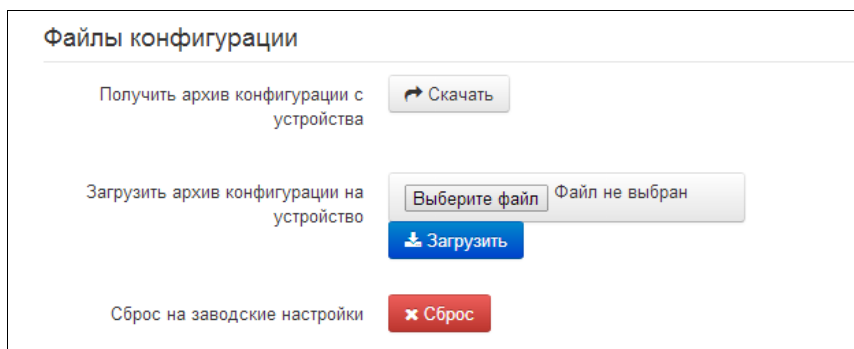 Файлы конфигурации
Получить архив конфигурации с
устройства
Скачать
Загрузить архив конфигурации на
устройство
Выберите файл Файл не выбран
Загрузить
Сброс на заводские настройки
Сброс